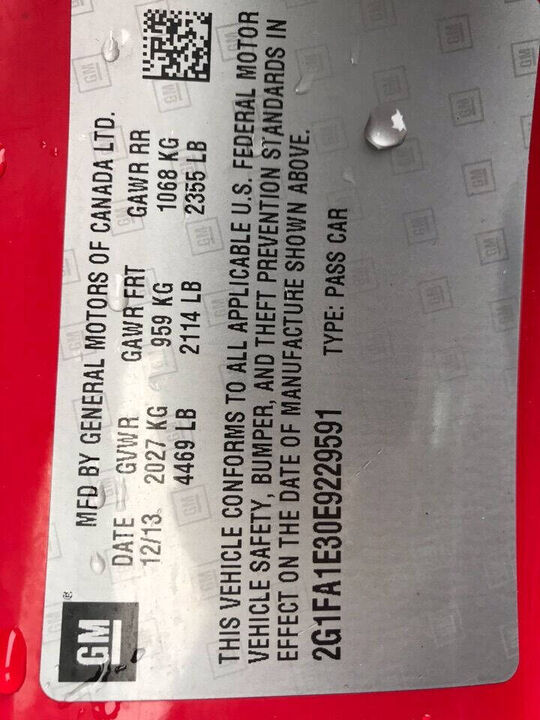 GM®
MFD BY GENERAL MOTORS OF CANADA LTD.
DATE GVWR GAWR FRT GAWR RR
12/13 2027 KG 959 KG 1068 KG
4469 LB 2114 LB 2355 LB
THIS VEHICLE CONFORMS TO ALL APPLICABLE U.S. FEDERAL MOTOR
VEHICLE SAFETY, BUMPER, AND THEFT PREVENTION STANDARDS IN
EFFECT ON THE DATE OF MANUFACTURE SHOWN ABOVE.
2G1FA1E30E9229591 TYPE: PASS CAR